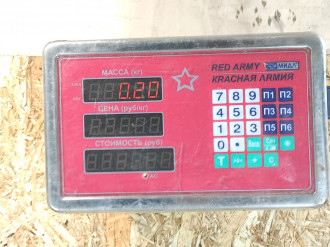 МАССА (кг)
0.20
RED ARMY МИДЛ
КРАСНАЯ АРМИЯ
ЦЕНА (руб/кг)
СТОИМОСТЬ (руб)
7 8 9 П1 П2
4 5 6 П3 П4
1 2 3 П5 П6
0
T C